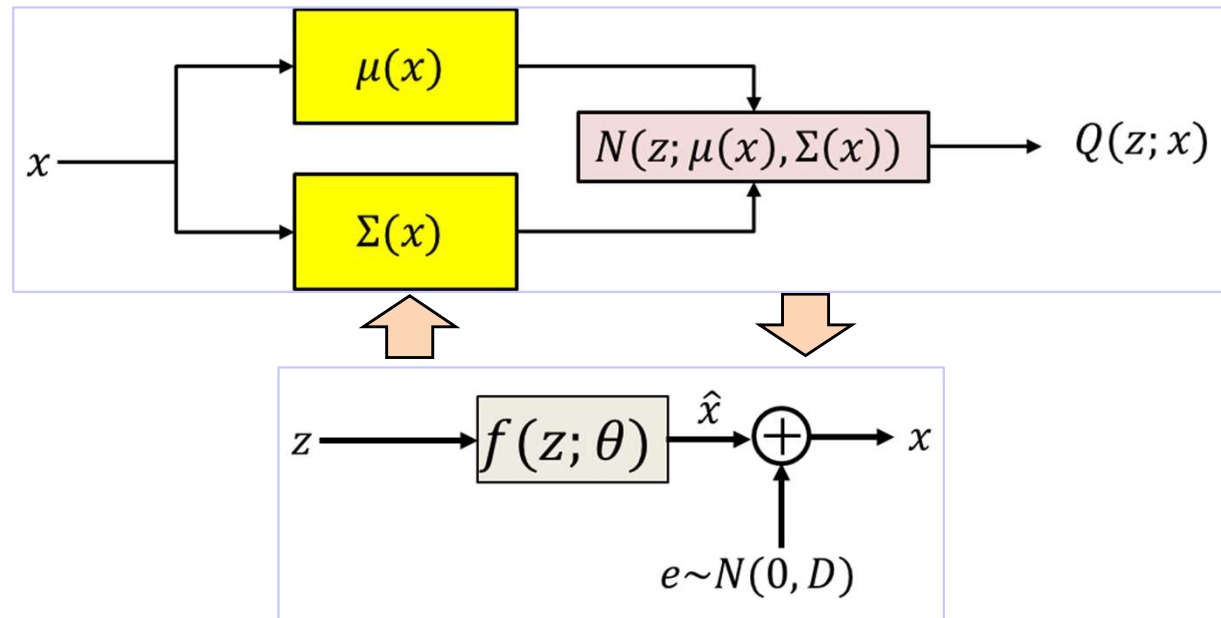 μ(x)
x
N(z; μ(x), Σ(x))
Q(z; x)
Σ(x)
z
f(z; θ)
x̂
+
x
e~N(0, D)